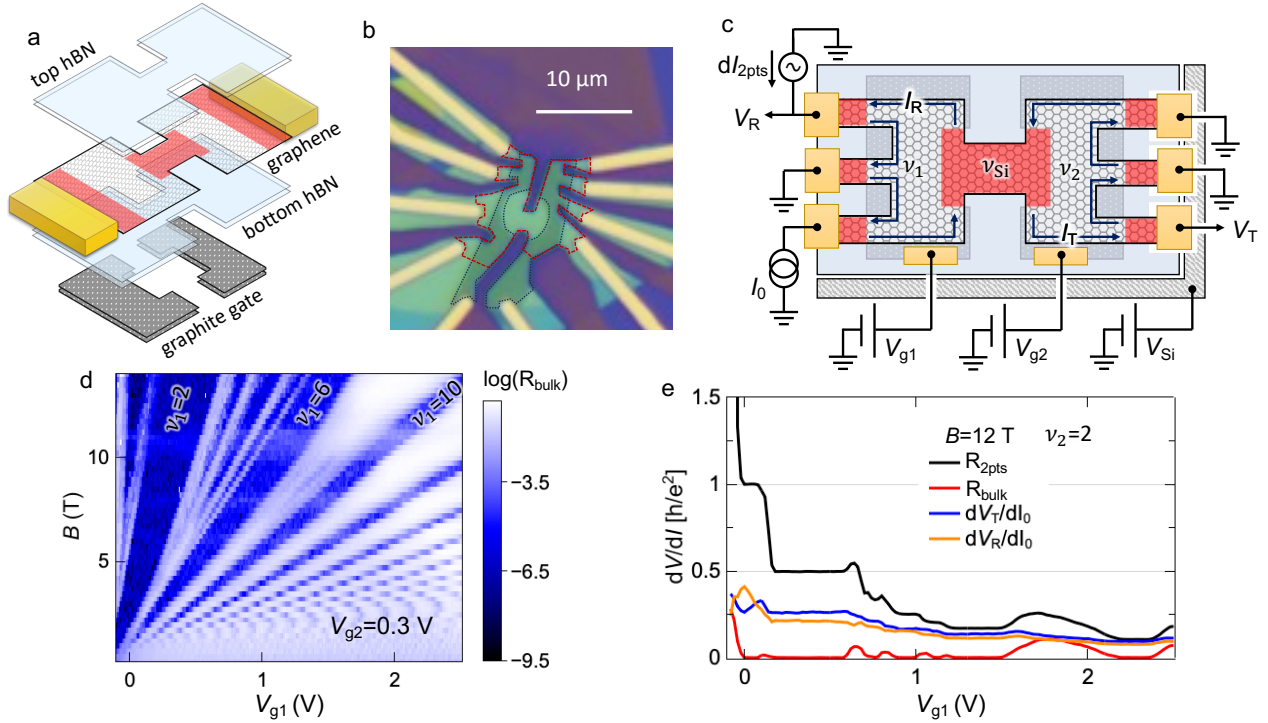 a
top hBN
graphene
bottom hBN
graphite gate
b
10 µm
c
dI2pts
VR
IR
ν1
νSi
ν2
IT
VT
I0
Vg1
Vg2
VSi
d
log(Rbulk)
ν1=2
ν1=6
ν1=10
10
5
B (T)
Vg2=0.3 V
0
1
2
Vg1 (V)
−3.5
−6.5
−9.5
e
1.5
1
0.5
0
dV/dI [h/e²]
B=12 T ν2=2
R2pts
Rbulk
dVT/dI0
dVR/dI0
0
1
2
Vg1 (V)